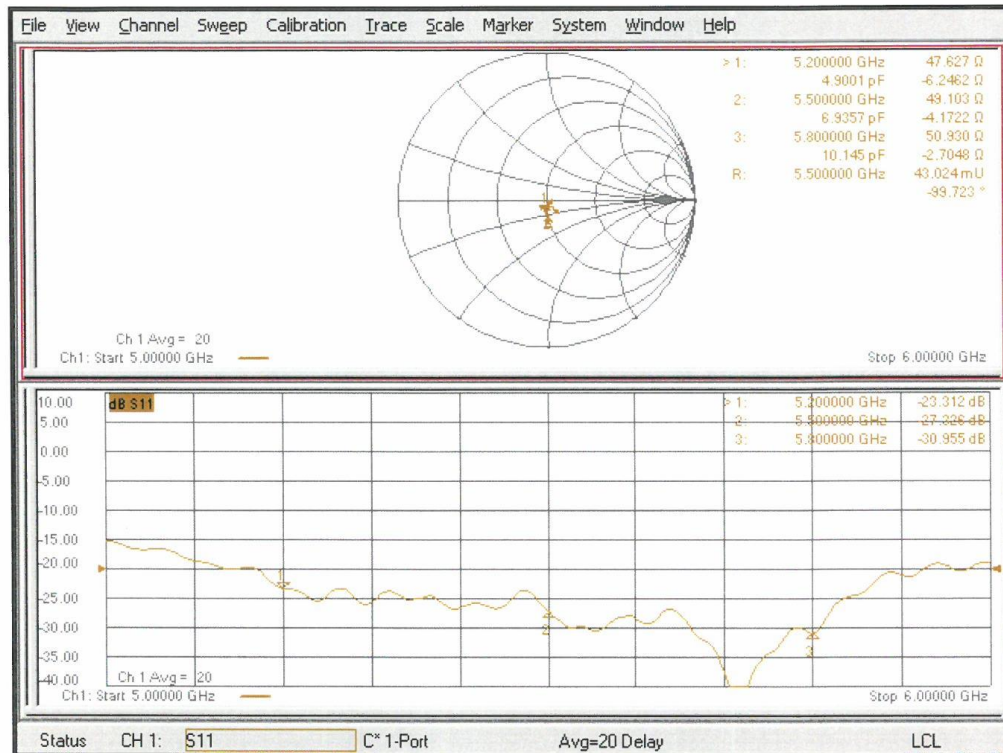 File View Channel Sweep Calibration Trace Scale Marker System Window Help
> 1: 5.200000 GHz 47.627 Ω
4.9001 pF -6.2462 Ω
2: 5.500000 GHz 49.103 Ω
6.9357 pF -4.1722 Ω
3: 5.800000 GHz 50.930 Ω
10.145 pF -2.7048 Ω
R: 5.500000 GHz 43.024 mU
-99.723 °
Ch 1 Avg = 20
Ch1: Start 5.00000 GHz
Stop 6.00000 GHz
10.00
dB S11
> 1: 5.200000 GHz -23.312 dB
5.00
2: 5.500000 GHz -27.326 dB
3: 5.800000 GHz -30.955 dB
0.00
-5.00
-10.00
-15.00
-20.00
1
-25.00
-30.00
2
3
-35.00
-40.00
Ch 1 Avg = 20
Ch1: Start 5.00000 GHz
Stop 6.00000 GHz
Status CH 1: S11 C* 1-Port Avg=20 Delay LCL